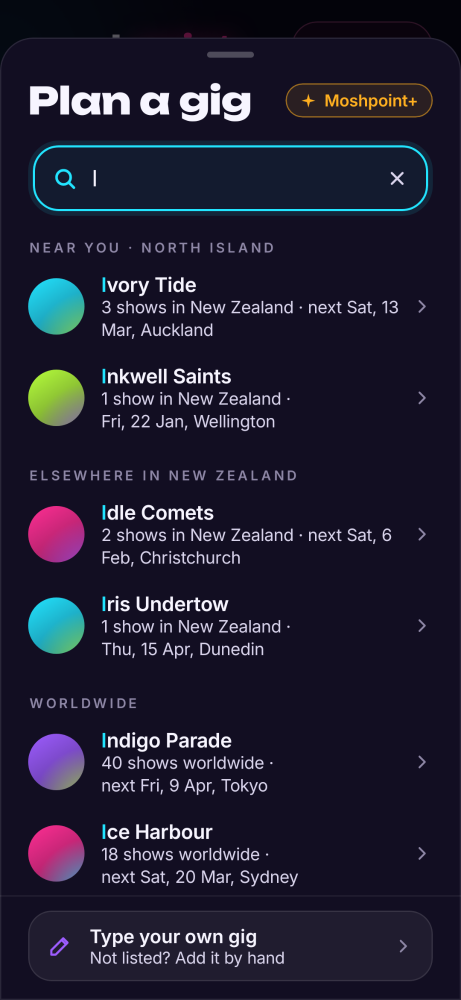 Plan a gig
Moshpoint+
I
NEAR YOU · NORTH ISLAND
Ivory Tide
3 shows in New Zealand · next Sat, 13
Mar, Auckland
Inkwell Saints
1 show in New Zealand ·
Fri, 22 Jan, Wellington
ELSEWHERE IN NEW ZEALAND
Idle Comets
2 shows in New Zealand · next Sat, 6
Feb, Christchurch
Iris Undertow
1 show in New Zealand ·
Thu, 15 Apr, Dunedin
WORLDWIDE
Indigo Parade
40 shows worldwide ·
next Fri, 9 Apr, Tokyo
Ice Harbour
18 shows worldwide ·
next Sat, 20 Mar, Sydney
Type your own gig
Not listed? Add it by hand